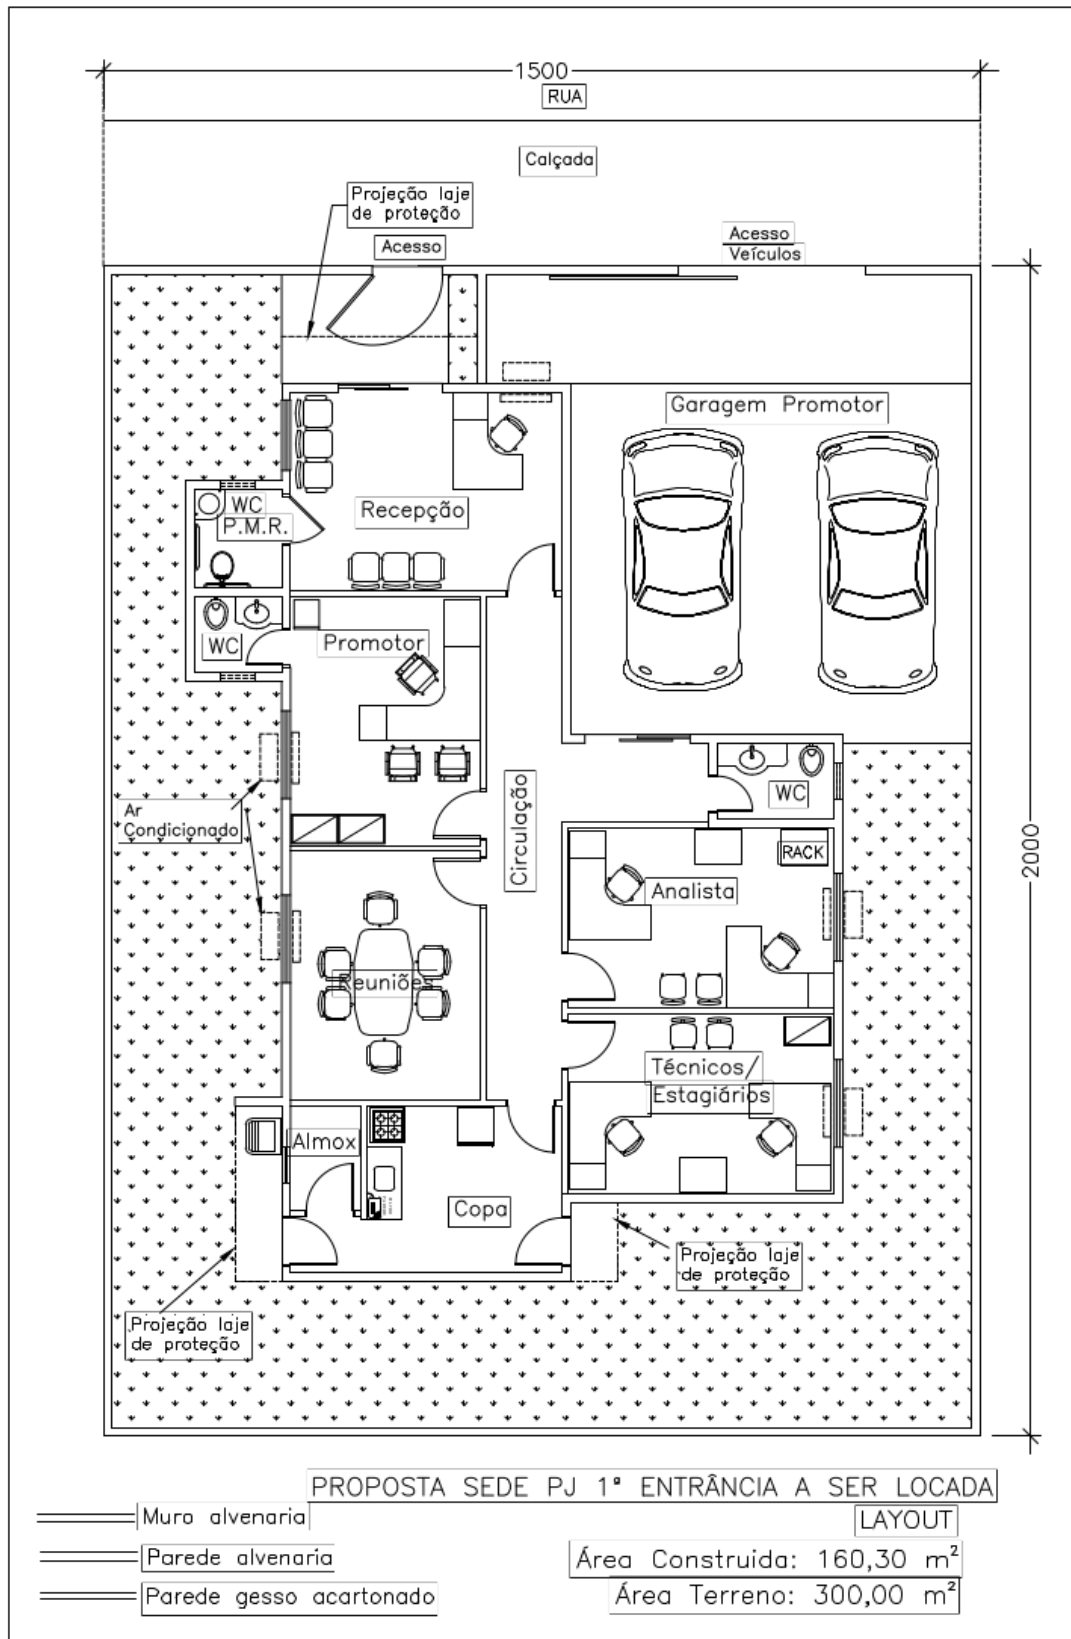 1500
RUA
Calçada
Projeção laje
de proteção
Acesso
Acesso
Veículos
Garagem Promotor
Recepção
WC
P.M.R.
WC
Promotor
Ar
Condicionado
Circulação
WC
RACK
Analista
2000
Reuniões
Técnicos/
Estagiários
Almox
Copa
Projeção laje
de proteção
Projeção laje
de proteção
PROPOSTA SEDE PJ 1ª ENTRÂNCIA A SER LOCADA
Muro alvenaria
LAYOUT
Parede alvenaria
Área Construida: 160,30 m²
Parede gesso acartonado
Área Terreno: 300,00 m²